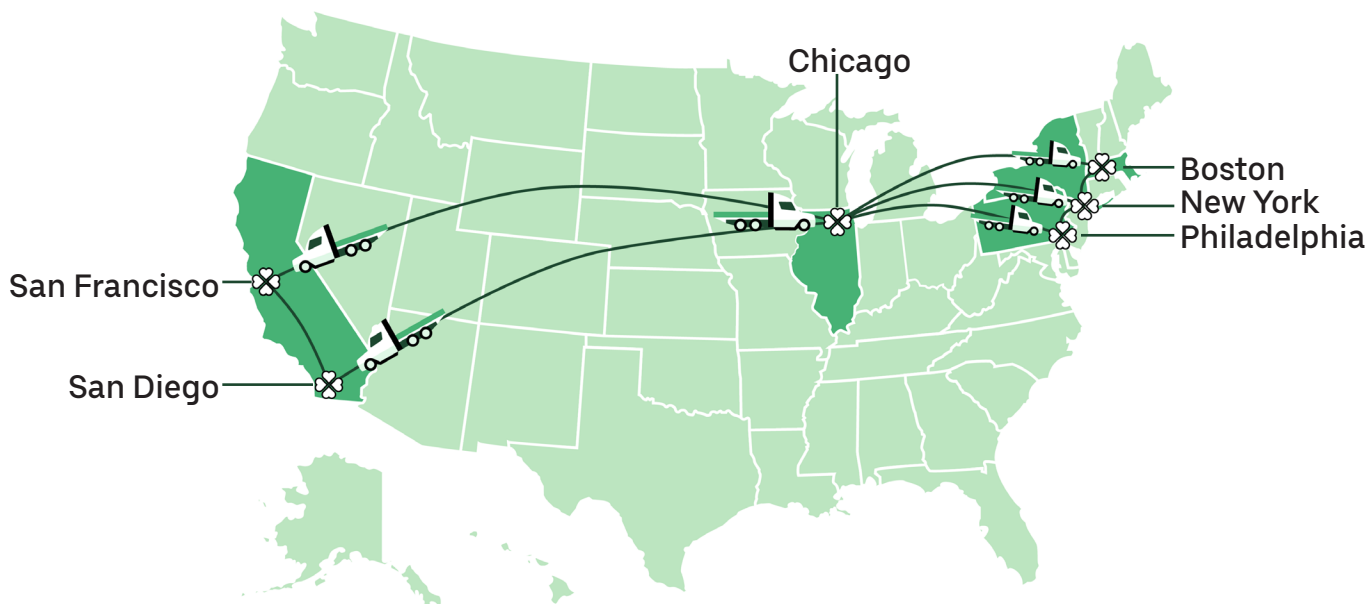 Chicago
Boston
New York
Philadelphia
San Francisco
San Diego